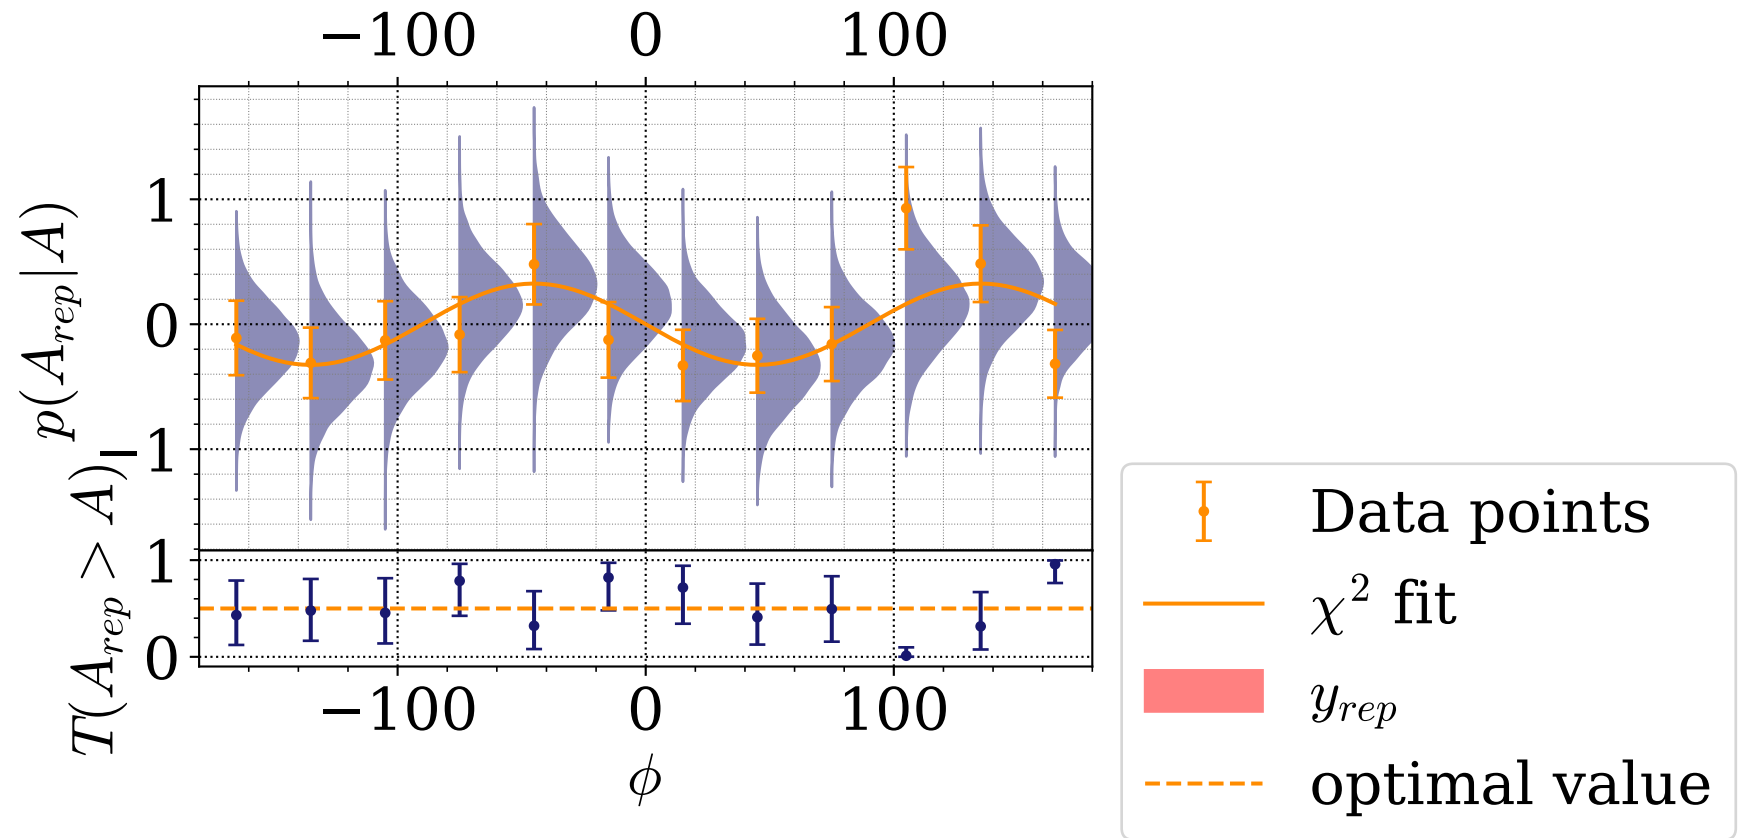 −100 0 100
p(A_rep|A)
1
0
−1
T(A_rep > A)
1
0
−100 0 100
ϕ
Data points
χ² fit
y_rep
optimal value